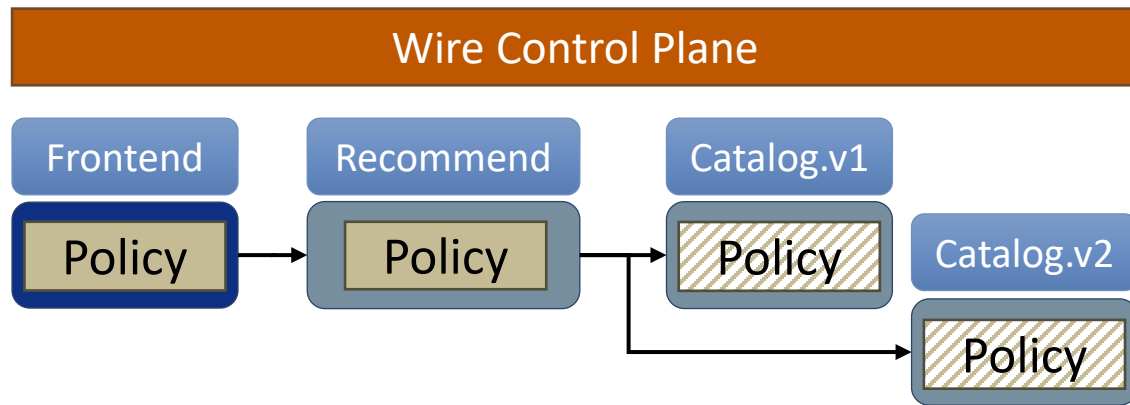 Wire Control Plane
Frontend
Recommend
Catalog.v1
Policy
Policy
Policy
Catalog.v2
Policy